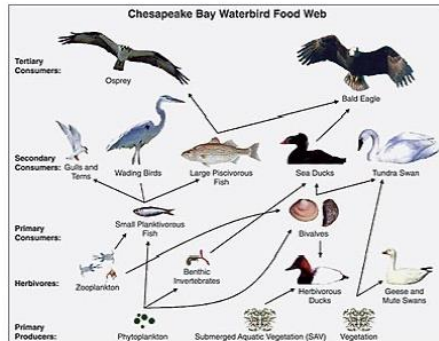 Chesapeake Bay Waterbird Food Web
Tertiary
Consumers:
Osprey
Bald Eagle
Secondary
Consumers:
Gulls and
Terns
Wading Birds
Large Piscivorous
Fish
Sea Ducks
Tundra Swan
Primary
Consumers:
Small Planktivorous
Fish
Bivalves
Herbivores:
Zooplankton
Benthic
Invertebrates
Herbivorous
Ducks
Geese and
Mute Swans
Primary
Producers:
Phytoplankton
Submerged Aquatic Vegetation (SAV)
Vegetation